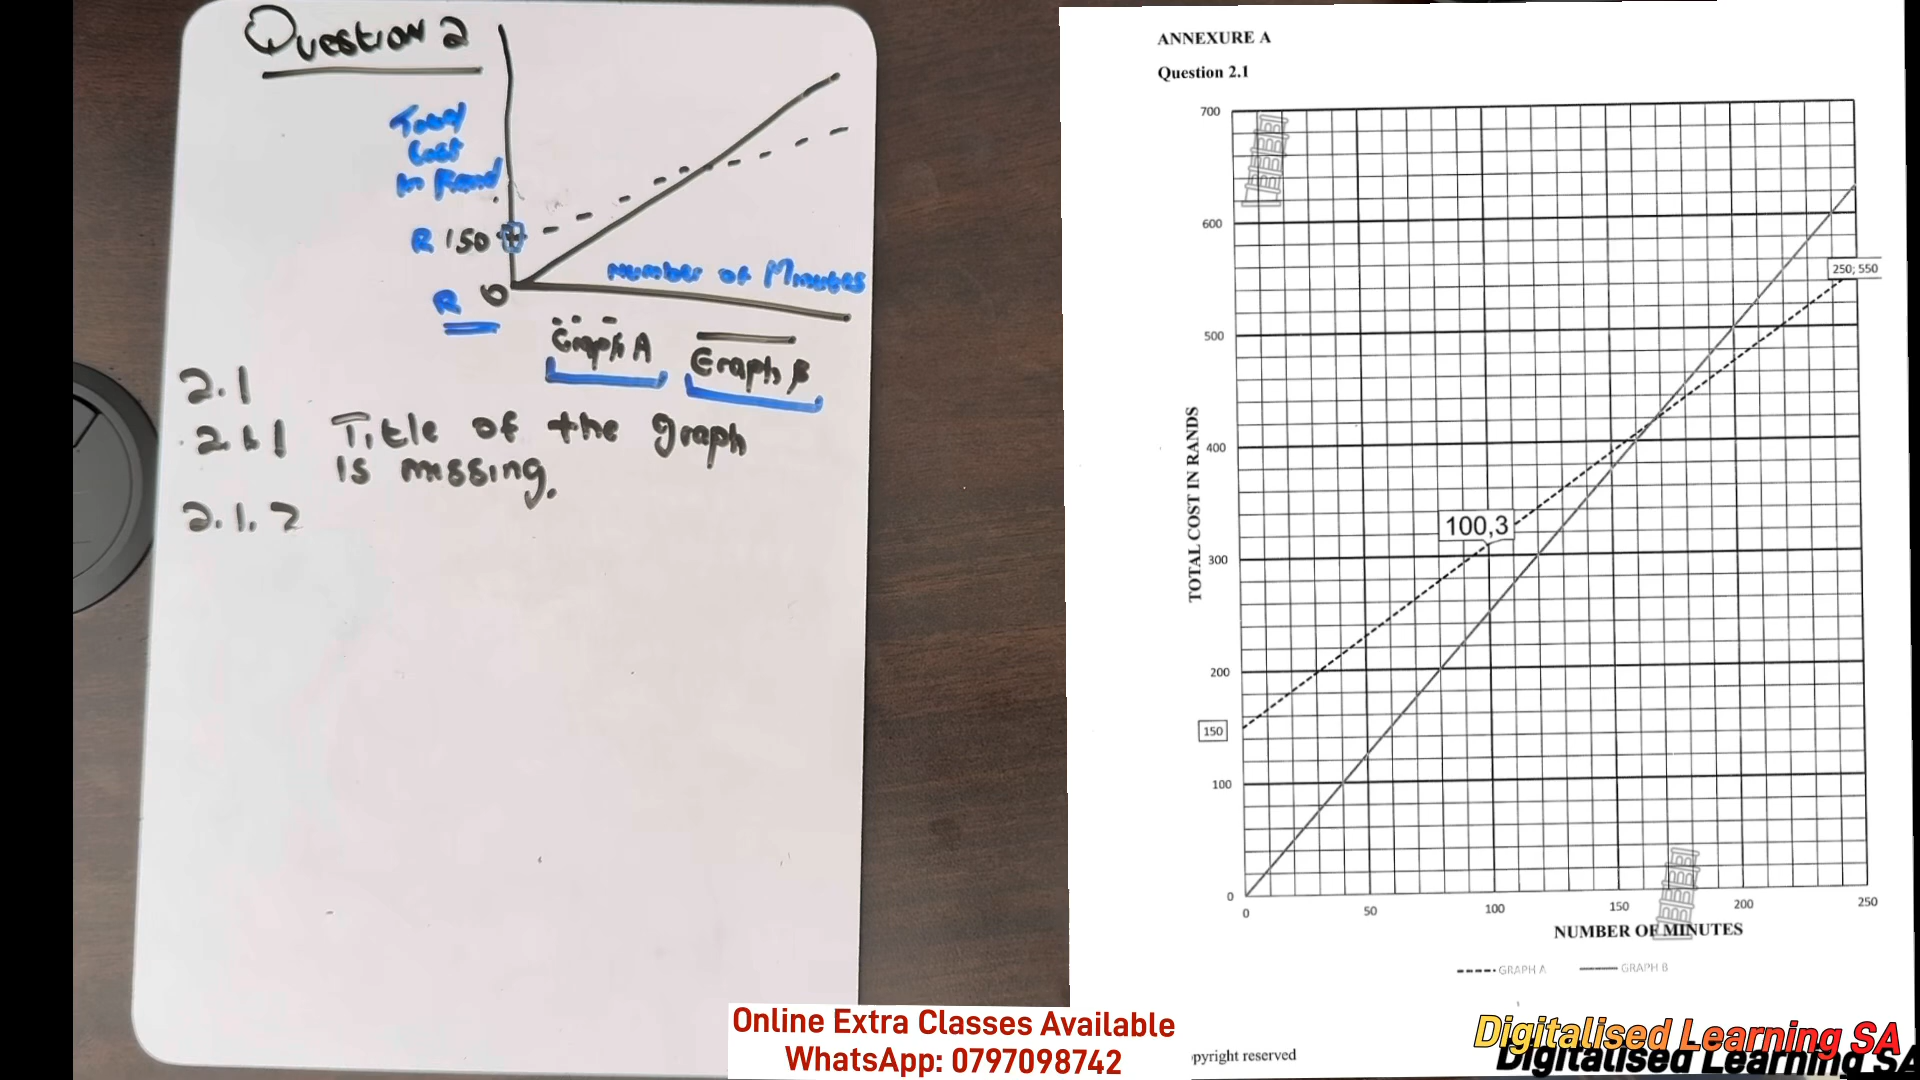 Question 2
Total
Cost
In Rand
R 150
R 0
Number of Minutes
Graph A
Graph B
2.1
2.1.1 Title of the graph
is missing.
2.1.2
ANNEXURE A
Question 2.1
700
600
500
400
300
200
150
100
0
TOTAL COST IN RANDS
250; 550
100,3
0
50
100
150
200
250
NUMBER OF MINUTES
GRAPH A
GRAPH B
pyright reserved
Online Extra Classes Available
WhatsApp: 0797098742
Digitalised Learning SA
Digitalised Learning SA